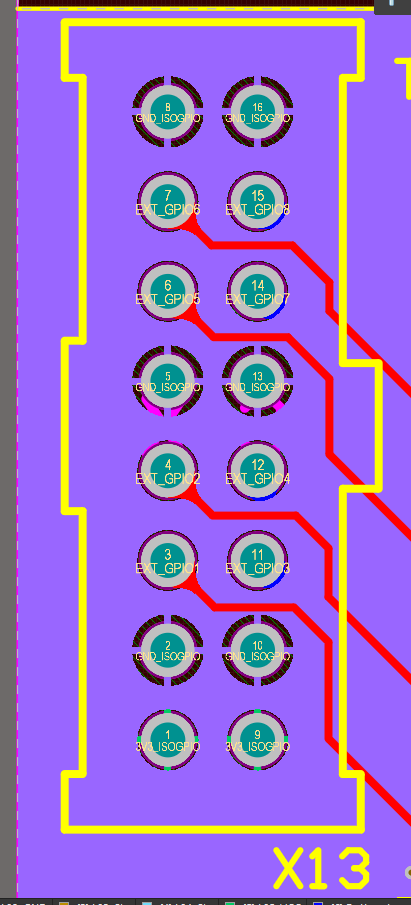 8
GND_ISOGPIO
16
GND_ISOGPIO
7
EXT_GPIO6
15
EXT_GPIO8
6
EXT_GPIO5
14
EXT_GPIO7
5
GND_ISOGPIO
13
GND_ISOGPIO
4
EXT_GPIO2
12
EXT_GPIO4
3
EXT_GPIO1
11
EXT_GPIO3
2
GND_ISOGPIO
10
GND_ISOGPIO
1
3V3_ISOGPIO
9
3V3_ISOGPIO
X13